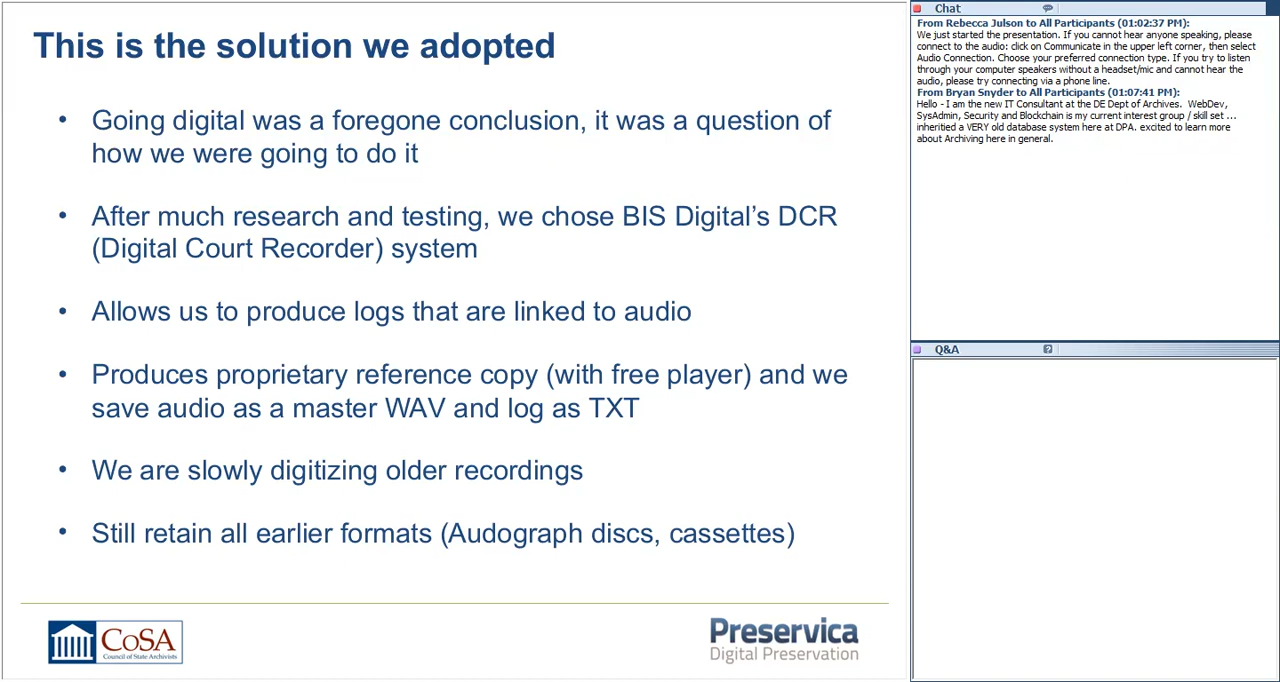 This is the solution we adopted
• Going digital was a foregone conclusion, it was a question of
how we were going to do it
• After much research and testing, we chose BIS Digital’s DCR
(Digital Court Recorder) system
• Allows us to produce logs that are linked to audio
• Produces proprietary reference copy (with free player) and we
save audio as a master WAV and log as TXT
• We are slowly digitizing older recordings
• Still retain all earlier formats (Audograph discs, cassettes)
CoSA
Council of State Archivists
Preservica
Digital Preservation
Chat
From Rebecca Julson to All Participants (01:02:37 PM):
We just started the presentation. If you cannot hear anyone speaking, please
connect to the audio: click on Communicate in the upper left corner, then select
Audio Connection. Choose your preferred connection type. If you try to listen
through your computer speakers without a headset/mic and cannot hear the
audio, please try connecting via a phone line.
From Bryan Snyder to All Participants (01:07:41 PM):
Hello - I am the new IT Consultant at the DE Dept of Archives. WebDev,
SysAdmin, Security and Blockchain is my current interest group / skill set ...
inheritied a VERY old database system here at DPA. excited to learn more
about Archiving here in general.
Q&A
?